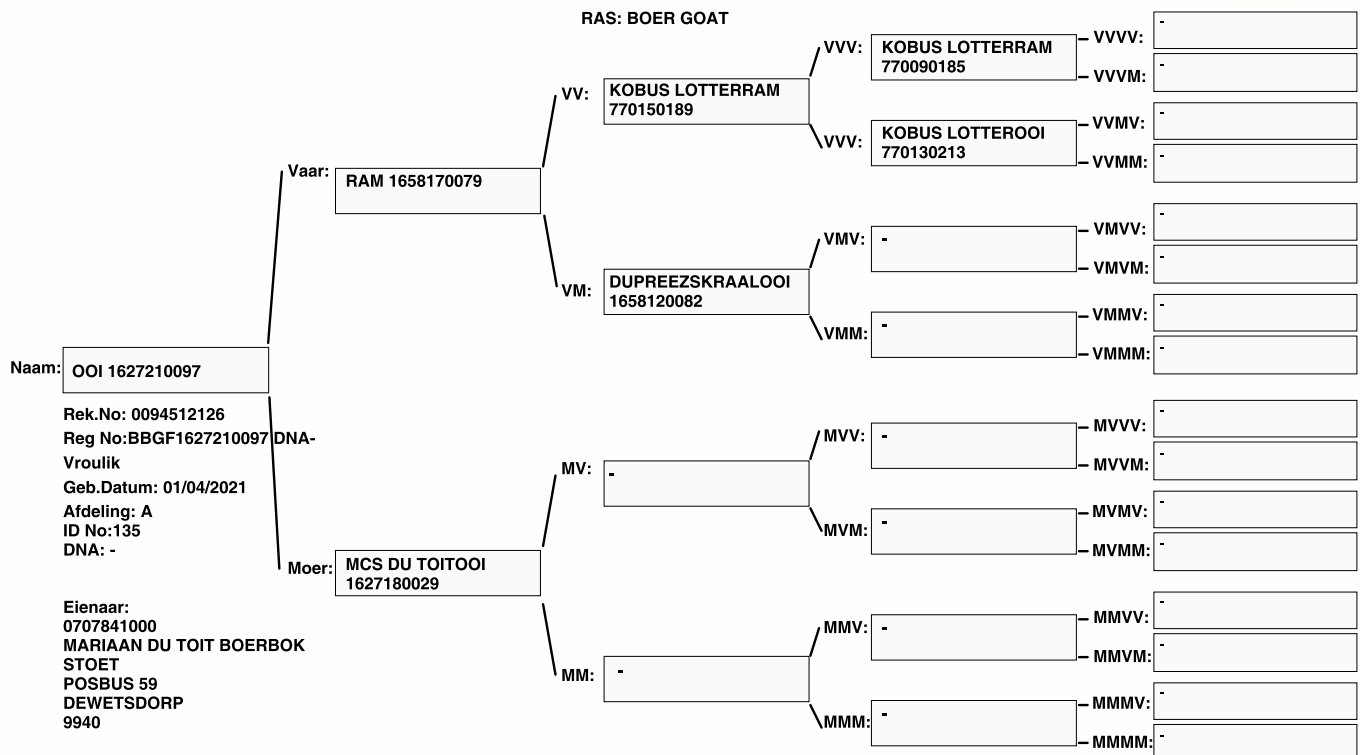 RAS: BOER GOAT
Naam:
OOI 1627210097
Rek.No: 0094512126
Reg No:BBGF1627210097 DNA-
Vroulik
Geb.Datum: 01/04/2021
Afdeling: A
ID No:135
DNA: -
Eienaar:
0707841000
MARIAAN DU TOIT BOERBOK
STOET
POSBUS 59
DEWETSDORP
9940
Vaar:
RAM 1658170079
Moer:
MCS DU TOITOOI
1627180029
VV:
KOBUS LOTTERRAM
770150189
VM:
DUPREEZSKRAALOOI
1658120082
MV:
-
MM:
-
VVV:
KOBUS LOTTERRAM
770090185
VVV:
KOBUS LOTTEROOI
770130213
VMV:
-
VMM:
-
MVV:
-
MVM:
-
MMV:
-
MMM:
-
VVVV:
-
VVVM:
-
VVMV:
-
VVMM:
-
VMVV:
-
VMVM:
-
VMMV:
-
VMMM:
-
MVVV:
-
MVVM:
-
MVMV:
-
MVMM:
-
MMVV:
-
MMVM:
-
MMMV:
-
MMMM:
-